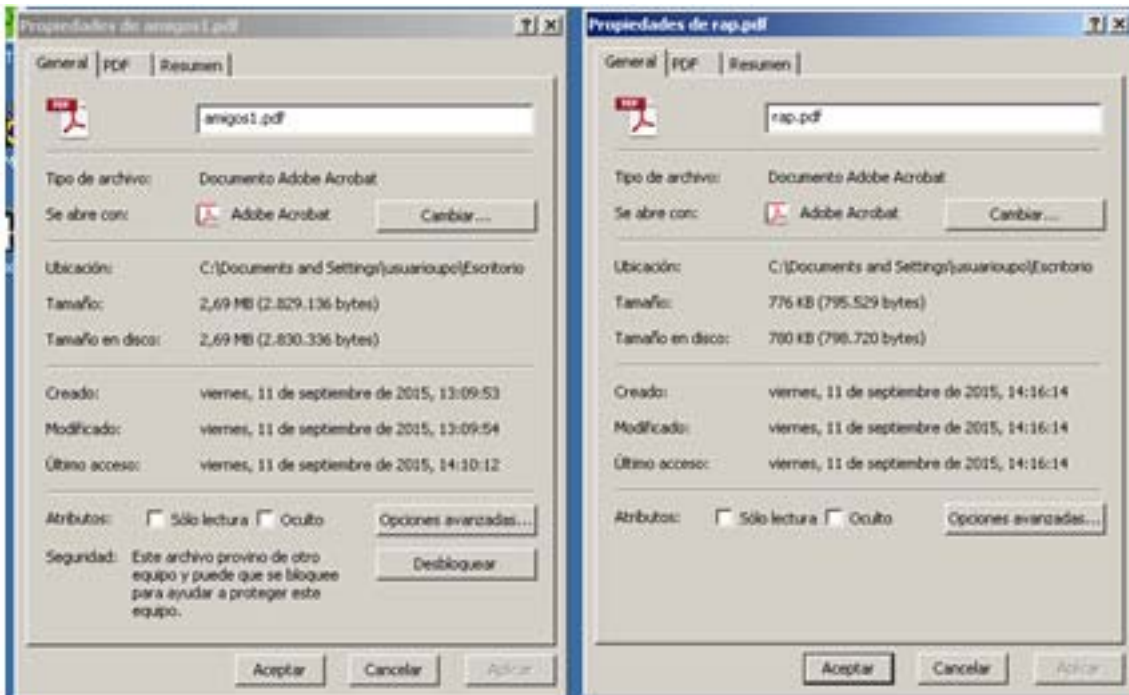 Propiedades de amigos1.pdf
General PDF Resumen
amigos1.pdf
Tipo de archivo: Documento Adobe Acrobat
Se abre con: Adobe Acrobat Cambiar...
Ubicación: C:\Documents and Settings\usuarioupo\Escritorio
Tamaño: 2,69 MB (2.829.136 bytes)
Tamaño en disco: 2,69 MB (2.830.336 bytes)
Creado: viernes, 11 de septiembre de 2015, 13:09:53
Modificado: viernes, 11 de septiembre de 2015, 13:09:54
Último acceso: viernes, 11 de septiembre de 2015, 14:10:12
Atributos: Sólo lectura Oculto Opciones avanzadas...
Seguridad: Este archivo provino de otro
equipo y puede que se bloquee
para ayudar a proteger este
equipo.
Desbloquear
Aceptar Cancelar Aplicar
Propiedades de rap.pdf
General PDF Resumen
rap.pdf
Tipo de archivo: Documento Adobe Acrobat
Se abre con: Adobe Acrobat Cambiar...
Ubicación: C:\Documents and Settings\usuarioupo\Escritorio
Tamaño: 776 KB (795.529 bytes)
Tamaño en disco: 780 KB (798.720 bytes)
Creado: viernes, 11 de septiembre de 2015, 14:16:14
Modificado: viernes, 11 de septiembre de 2015, 14:16:14
Último acceso: viernes, 11 de septiembre de 2015, 14:16:14
Atributos: Sólo lectura Oculto Opciones avanzadas...
Aceptar Cancelar Aplicar